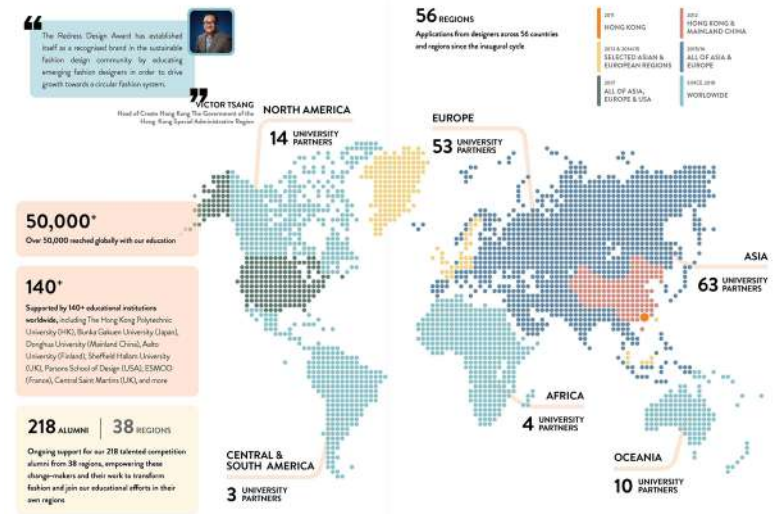 “
The Redress Design Award has established
itself as a recognised brand in the sustainable
fashion design community by educating
emerging fashion designers in order to drive
growth towards a circular fashion system.
”
VICTOR TSANG
Head of Create Hong Kong The Government of the
Hong Kong Special Administrative Region
56 REGIONS
Applications from designers across 56 countries
and regions since the inaugural cycle
2011
HONG KONG
2012
HONG KONG &
MAINLAND CHINA
2013 & 2014/15
SELECTED ASIAN &
EUROPEAN REGIONS
2015/16
ALL OF ASIA &
EUROPE
2017
ALL OF ASIA,
EUROPE & USA
SINCE 2018
WORLDWIDE
NORTH AMERICA
14 UNIVERSITY
PARTNERS
EUROPE
53 UNIVERSITY
PARTNERS
ASIA
63 UNIVERSITY
PARTNERS
AFRICA
4 UNIVERSITY
PARTNERS
CENTRAL &
SOUTH AMERICA
3 UNIVERSITY
PARTNERS
OCEANIA
10 UNIVERSITY
PARTNERS
50,000+
Over 50,000 reached globally with our education
140+
Supported by 140+ educational institutions
worldwide, including The Hong Kong Polytechnic
University (HK), Bunka Gakuen University (Japan),
Donghua University (Mainland China), Aalto
University (Finland), Sheffield Hallam University
(UK), Parsons School of Design (USA), ESMOD
(France), Central Saint Martins (UK), and more
218 ALUMNI | 38 REGIONS
Ongoing support for our 218 talented competition
alumni from 38 regions, empowering these
change-makers and their work to transform
fashion and join our educational efforts in their
own regions